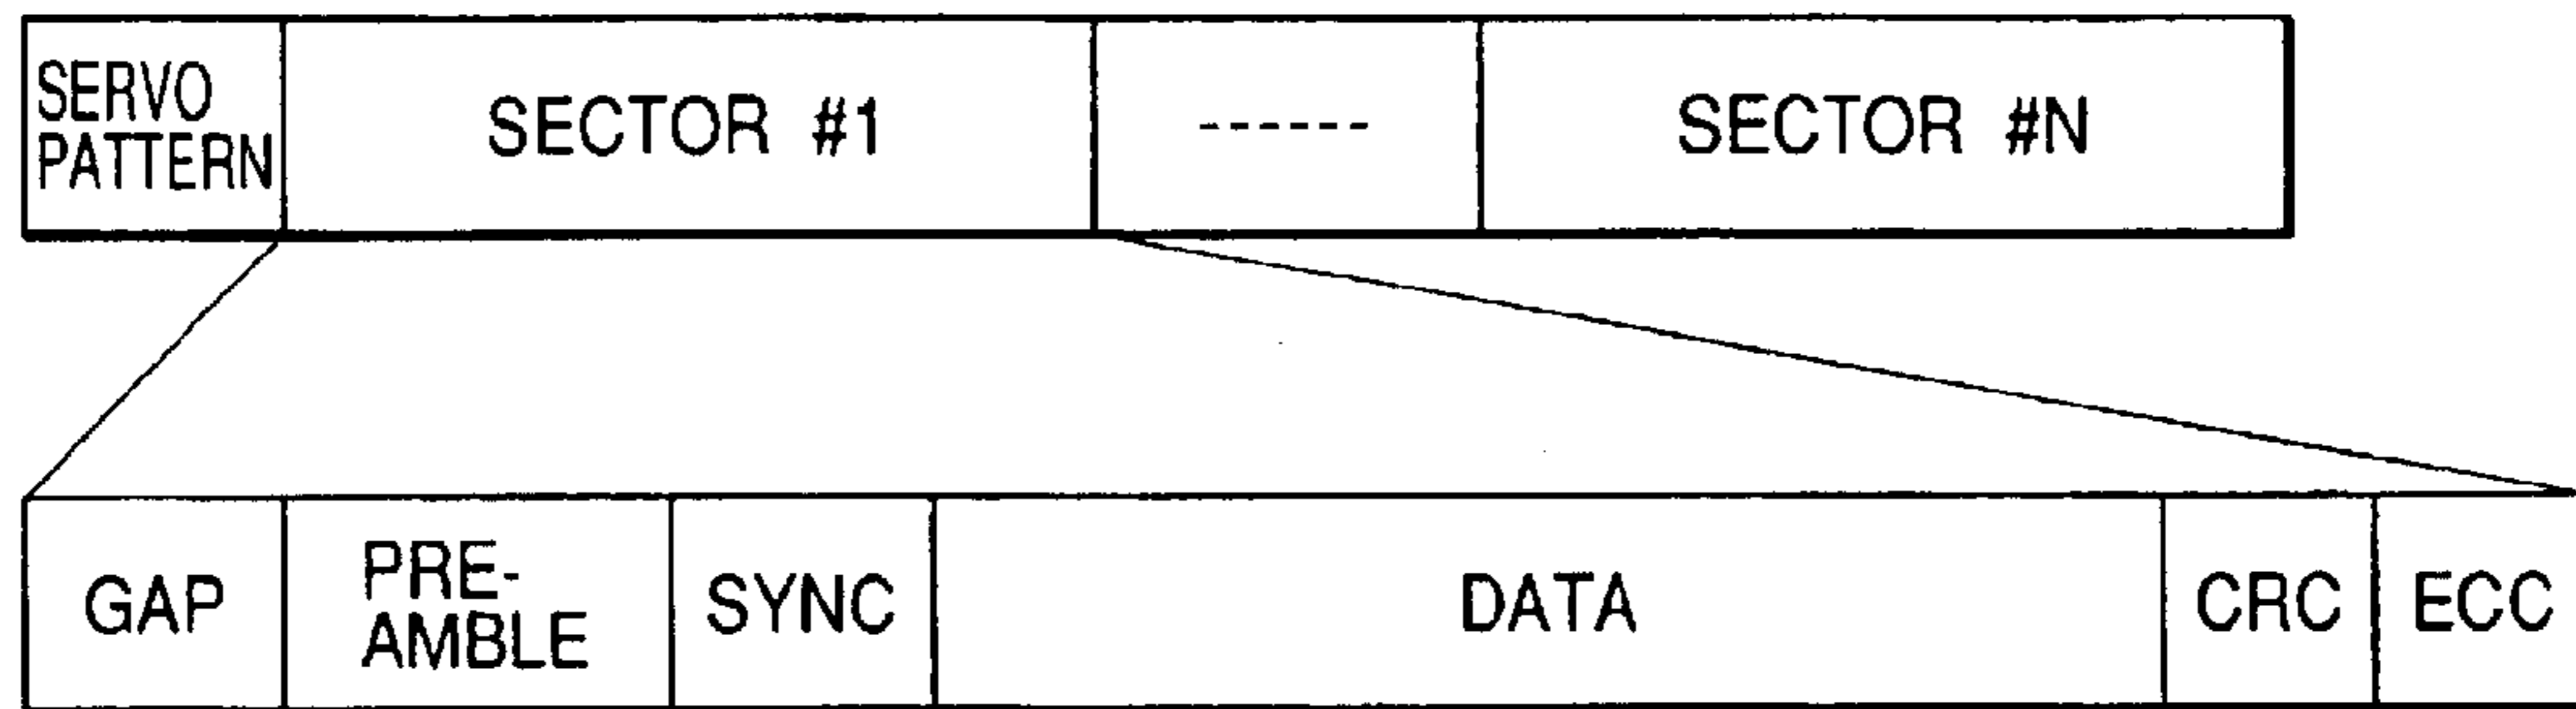 SERVO
PATTERN
SECTOR #1
------
SECTOR #N
GAP
PRE-
AMBLE
SYNC
DATA
CRC
ECC